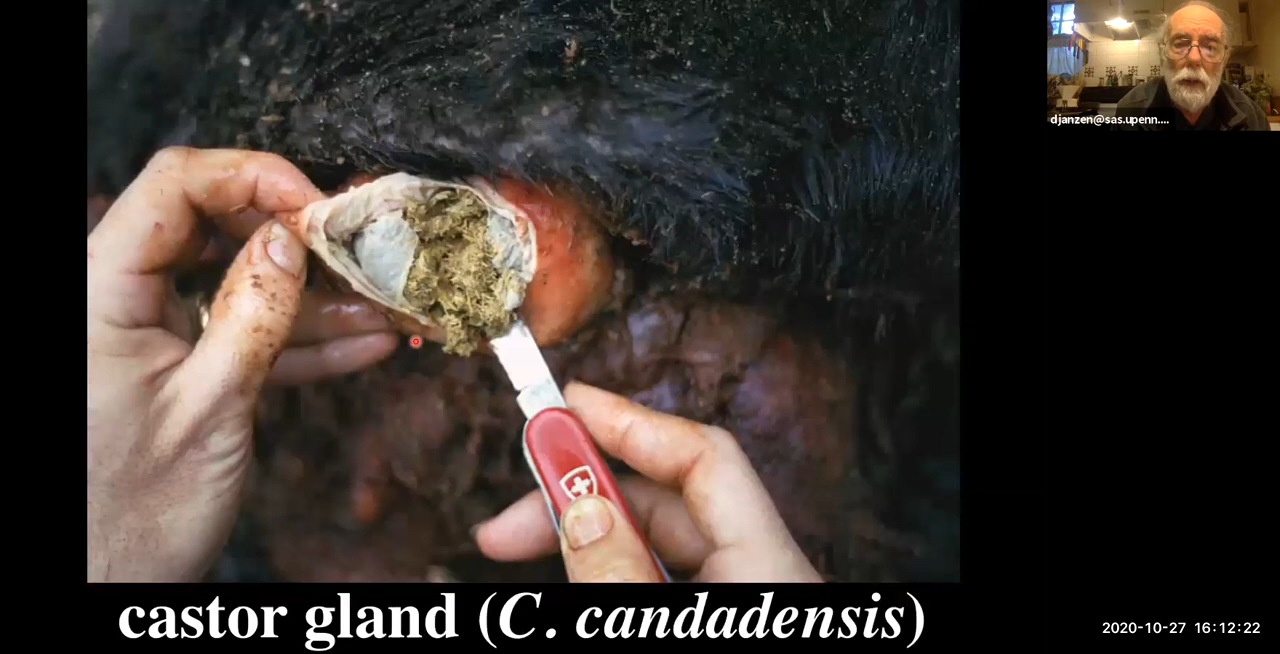 djanzen@sas.upenn....
castor gland (C. candadensis)
2020-10-27 16:12:22